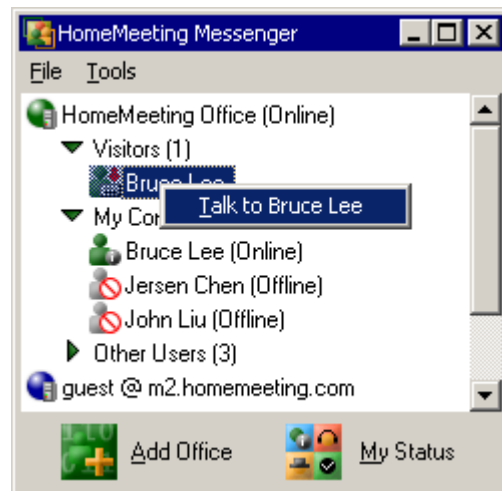 HomeMeeting Messenger
File Tools
HomeMeeting Office (Online)
Visitors (1)
Bruce Lee
Talk to Bruce Lee
My Con
Bruce Lee (Online)
Jersen Chen (Offline)
John Liu (Offline)
Other Users (3)
guest @ m2.homemeeting.com
Add Office My Status